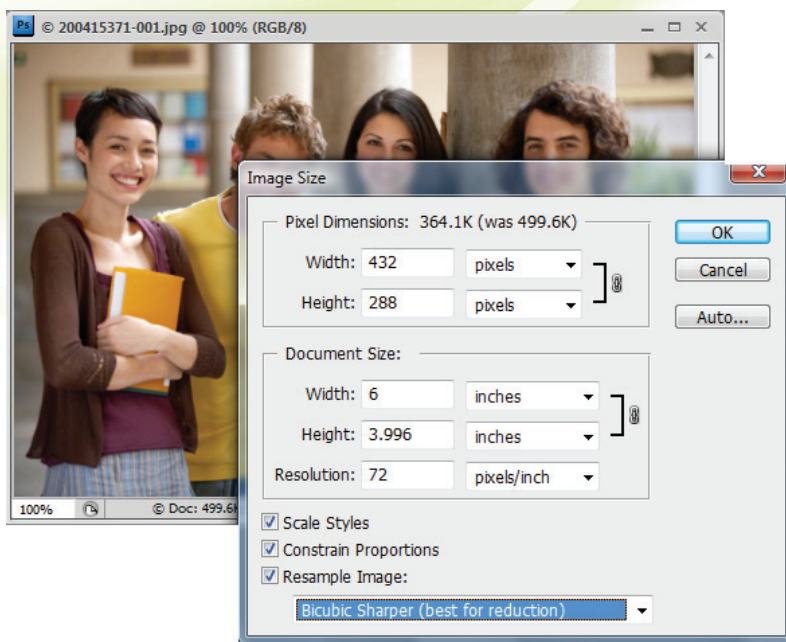 Ps © 200415371-001.jpg @ 100% (RGB/8)
Image Size
Pixel Dimensions: 364.1K (was 499.6K)
Width: 432 pixels
Height: 288 pixels
OK
Cancel
Auto...
Document Size:
Width: 6 inches
Height: 3.996 inches
Resolution: 72 pixels/inch
100% © Doc: 499.6
Scale Styles
Constrain Proportions
Resample Image:
Bicubic Sharper (best for reduction)